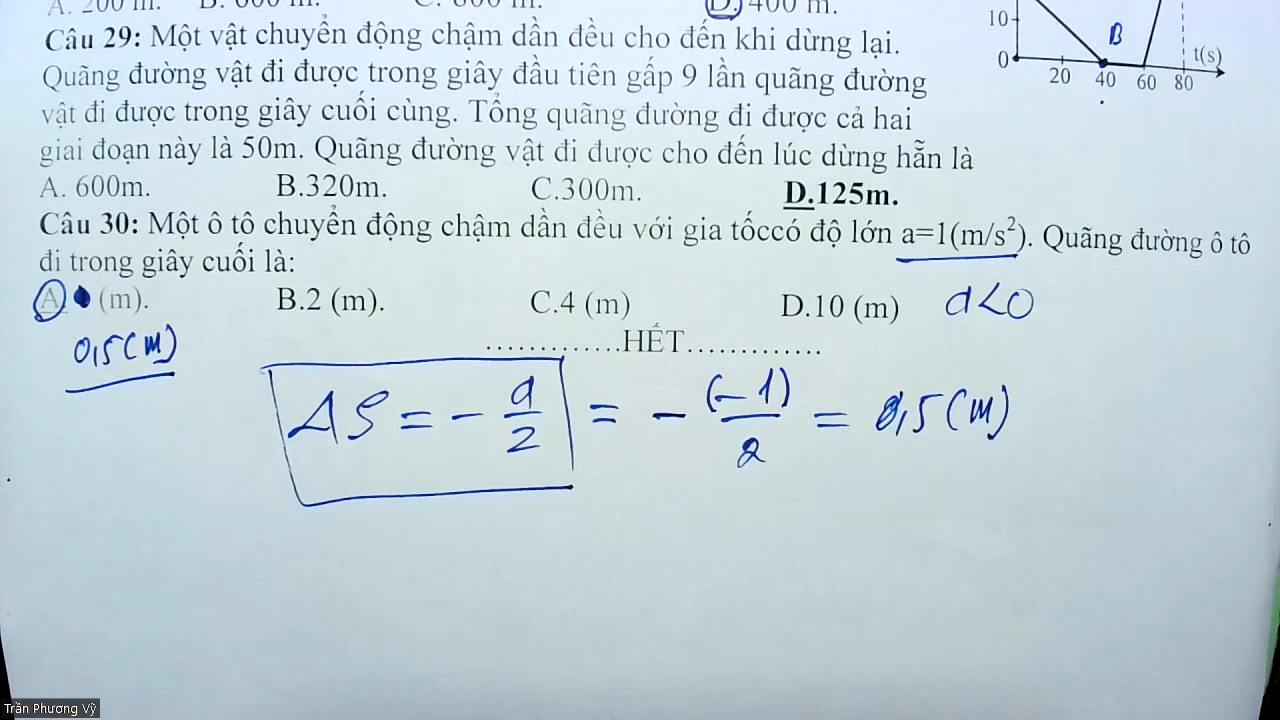 A. 200 m. B. 600 m. C. 800 m. D. 400 m.
Câu 29: Một vật chuyển động chậm dần đều cho đến khi dừng lại.
Quãng đường vật đi được trong giây đầu tiên gấp 9 lần quãng đường
vật đi được trong giây cuối cùng. Tổng quãng đường đi được cả hai
giai đoạn này là 50m. Quãng đường vật đi được cho đến lúc dừng hẵn là
A. 600m. B.320m. C.300m. D.125m.
10
B
0
20 40 60 80 t(s)
Câu 30: Một ô tô chuyển động chậm dần đều với gia tốccó độ lớn a=1(m/s²). Quãng đường ô tô
đi trong giây cuối là:
A. (m). B.2 (m). C.4 (m) D.10 (m) a<0
0,5(m)
.............HẾT.............
ΔS = - a/2 = - (-1)/2 = 0,5(m)
Trần Phương Vỹ